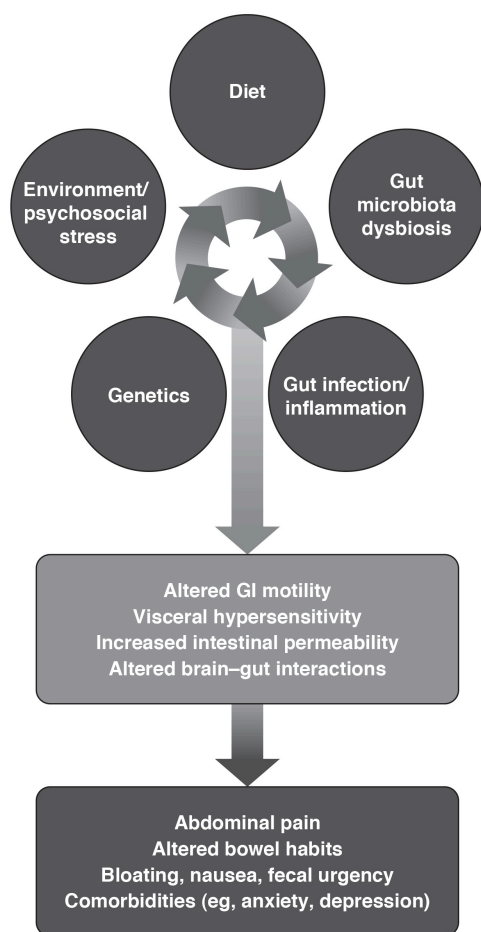 Diet
Environment/
psychosocial
stress
Gut
microbiota
dysbiosis
Genetics
Gut infection/
inflammation
Altered GI motility
Visceral hypersensitivity
Increased intestinal permeability
Altered brain–gut interactions
Abdominal pain
Altered bowel habits
Bloating, nausea, fecal urgency
Comorbidities (eg, anxiety, depression)